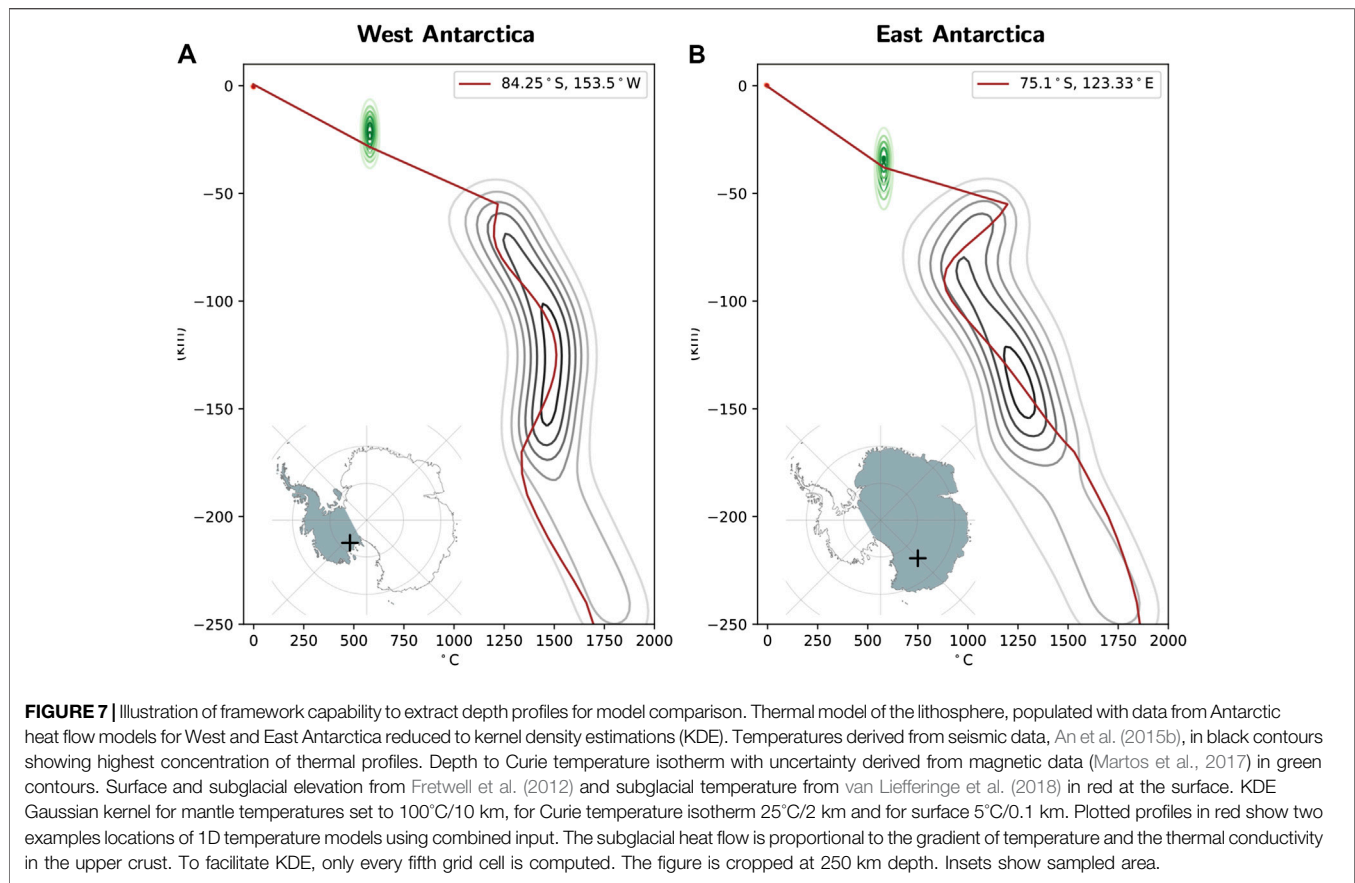 West Antarctica
East Antarctica
A
B
84.25°S, 153.5°W
75.1°S, 123.33°E
0
−50
−100
−150
−200
−250
(km)
0
250
500
750
1000
1250
1500
1750
2000
°C
0
−50
−100
−150
−200
−250
(km)
0
250
500
750
1000
1250
1500
1750
2000
°C
FIGURE 7 | Illustration of framework capability to extract depth profiles for model comparison. Thermal model of the lithosphere, populated with data from Antarctic
heat flow models for West and East Antarctica reduced to kernel density estimations (KDE). Temperatures derived from seismic data, An et al. (2015b), in black contours
showing highest concentration of thermal profiles. Depth to Curie temperature isotherm with uncertainty derived from magnetic data (Martos et al., 2017) in green
contours. Surface and subglacial elevation from Fretwell et al. (2012) and subglacial temperature from van Liefferinge et al. (2018) in red at the surface. KDE
Gaussian kernel for mantle temperatures set to 100°C/10 km, for Curie temperature isotherm 25°C/2 km and for surface 5°C/0.1 km. Plotted profiles in red show two
examples locations of 1D temperature models using combined input. The subglacial heat flow is proportional to the gradient of temperature and the thermal conductivity
in the upper crust. To facilitate KDE, only every fifth grid cell is computed. The figure is cropped at 250 km depth. Insets show sampled area.